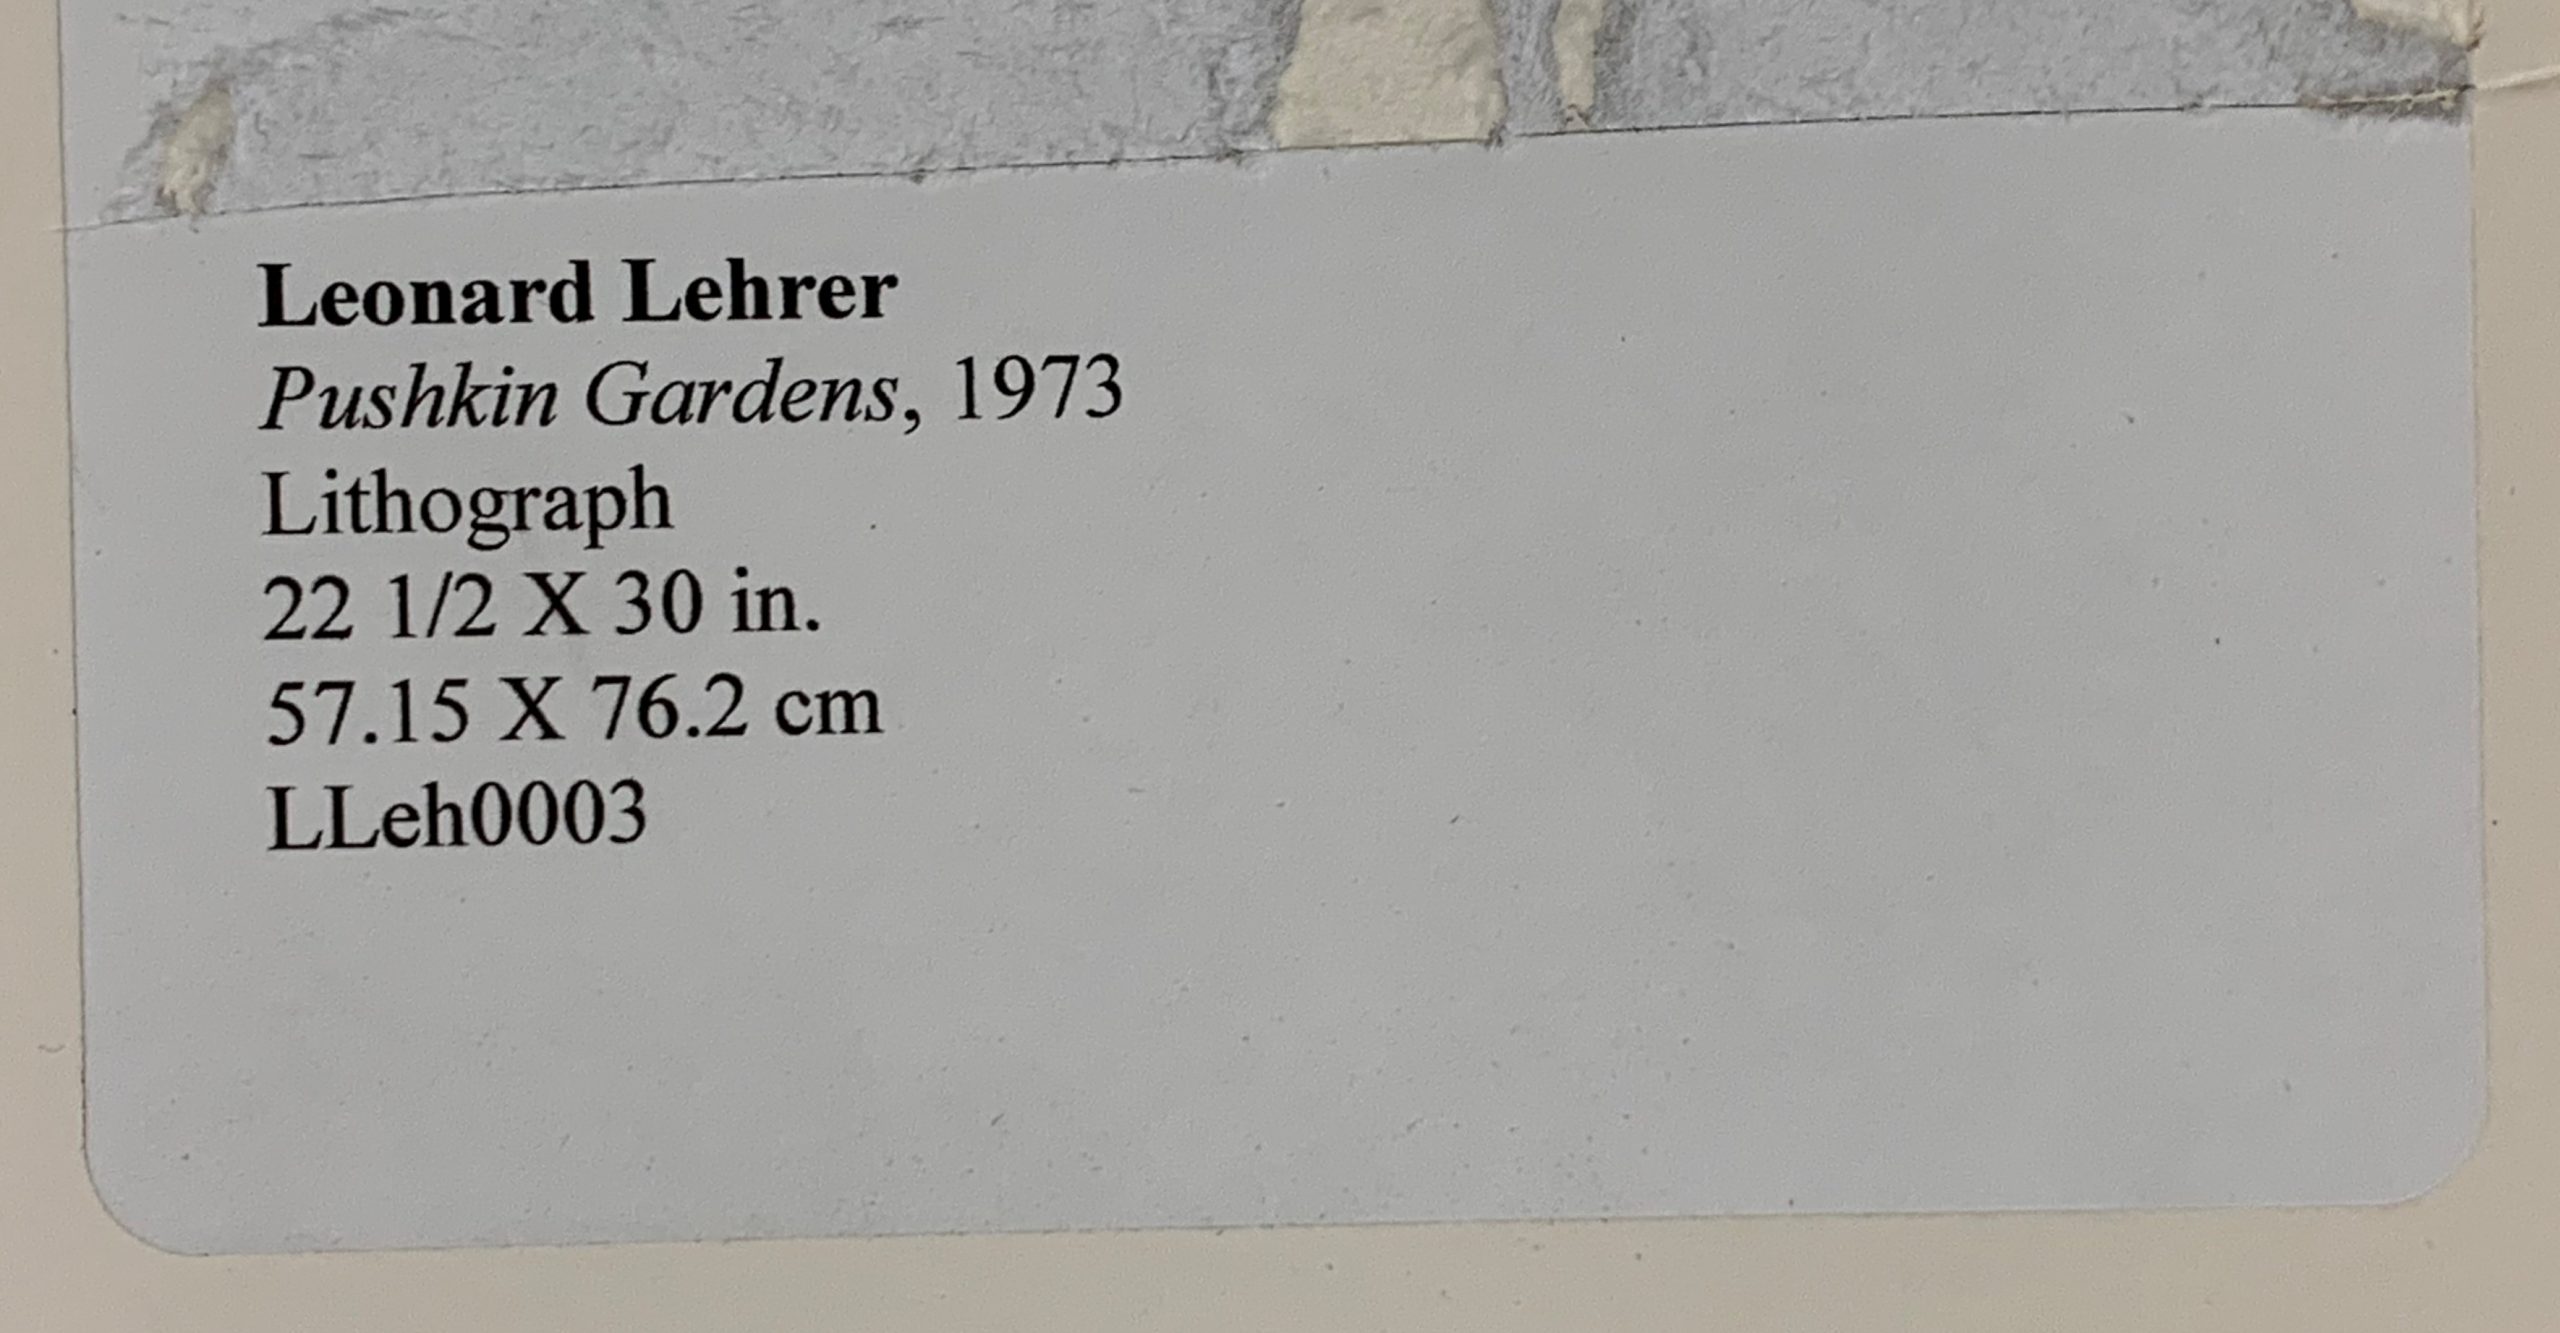 Leonard Lehrer
Pushkin Gardens, 1973
Lithograph
22 1/2 X 30 in.
57.15 X 76.2 cm
LLeh0003